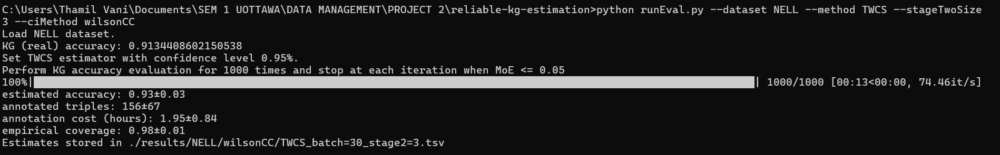 C:\Users\Thamil Vani\Documents\SEM 1 UOTTAWA\DATA MANAGEMENT\PROJECT 2\reliable-kg-estimation>python runEval.py --dataset NELL --method TWCS --stageTwoSize
3 --ciMethod wilsonCC
Load NELL dataset.
KG (real) accuracy: 0.9134408602150538
Set TWCS estimator with confidence level 0.95%.
Perform KG accuracy evaluation for 1000 times and stop at each iteration when MoE <= 0.05
100%|| 1000/1000 [00:13<00:00, 74.46it/s]
estimated accuracy: 0.93±0.03
annotated triples: 156±67
annotation cost (hours): 1.95±0.84
empirical coverage: 0.98±0.01
Estimates stored in ./results/NELL/wilsonCC/TWCS_batch=30_stage2=3.tsv